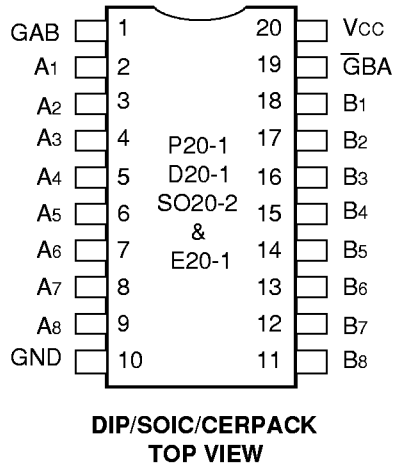 GAB 1 20 VCC
A1 2 19 G̅BA
A2 3 18 B1
A3 4 17 B2
A4 5 16 B3
A5 6 15 B4
A6 7 14 B5
A7 8 13 B6
A8 9 12 B7
GND 10 11 B8
P20-1
D20-1
SO20-2
&
E20-1
DIP/SOIC/CERPACK
TOP VIEW